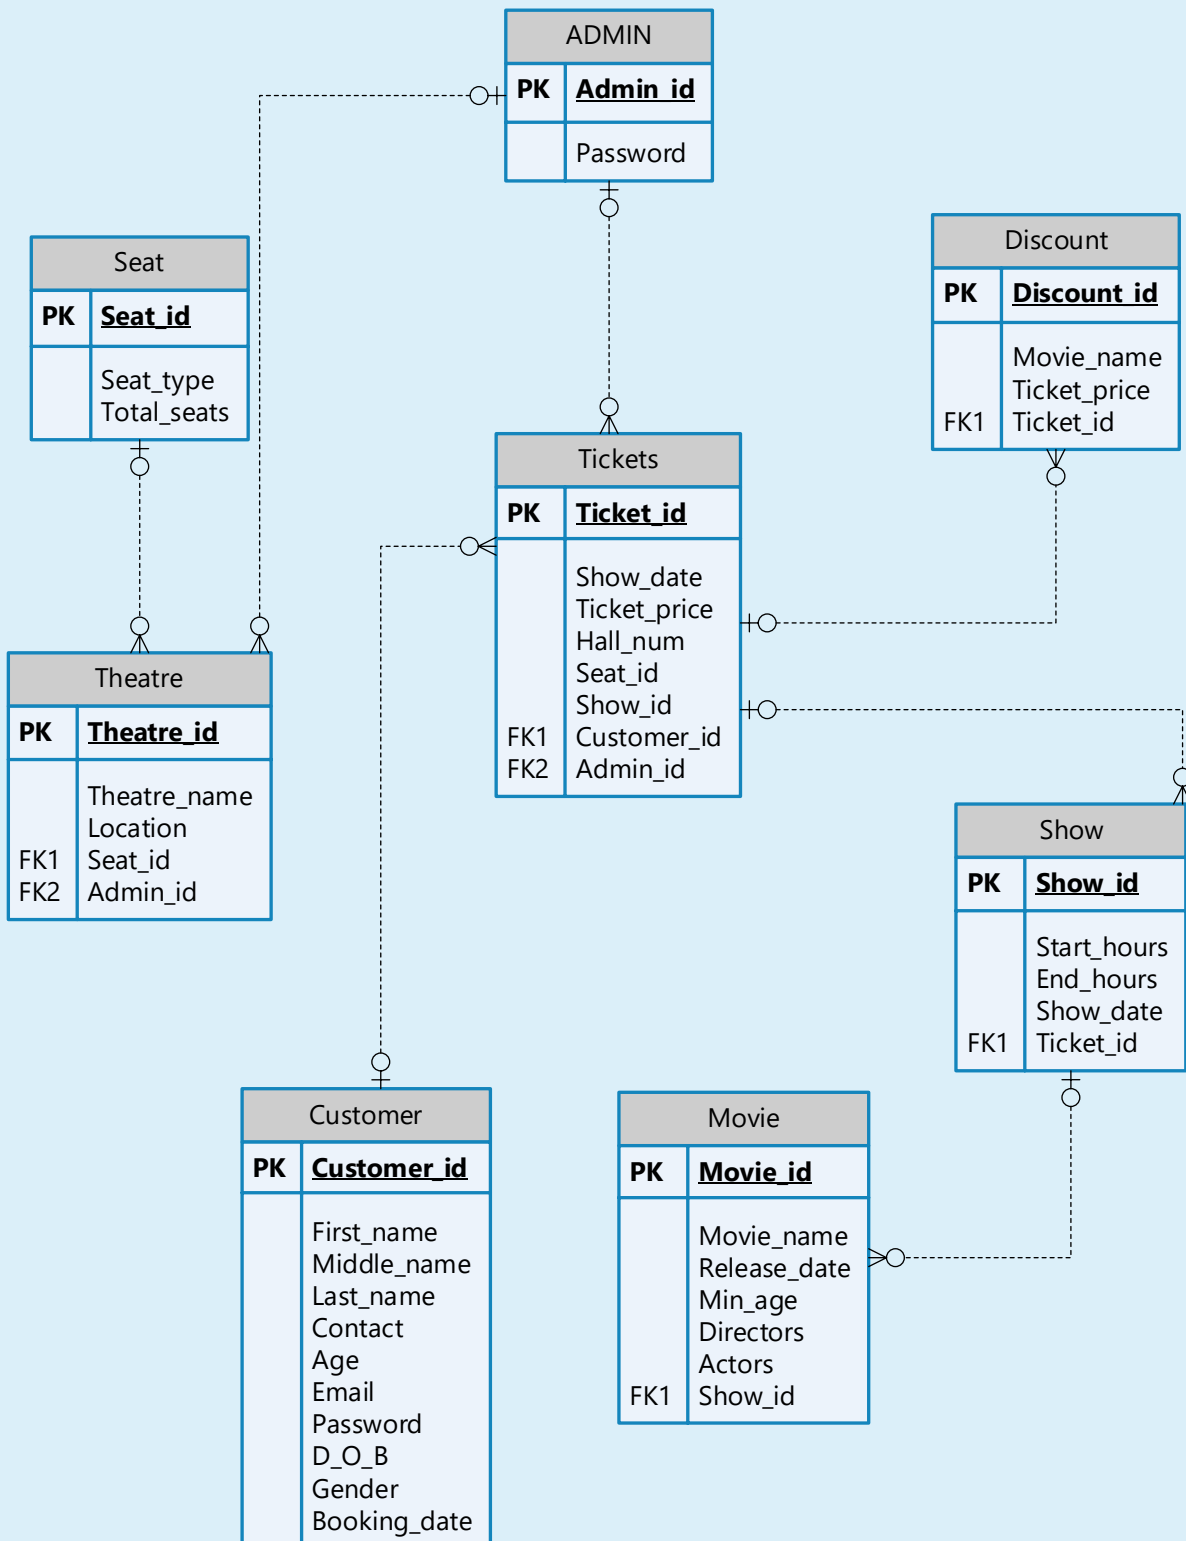 ADMIN
PK Admin_id
Password
Seat
PK Seat_id
Seat_type
Total_seats
Discount
PK Discount_id
Movie_name
Ticket_price
FK1 Ticket_id
Tickets
PK Ticket_id
Show_date
Ticket_price
Hall_num
Seat_id
Show_id
FK1 Customer_id
FK2 Admin_id
Theatre
PK Theatre_id
Theatre_name
Location
FK1 Seat_id
FK2 Admin_id
Show
PK Show_id
Start_hours
End_hours
Show_date
FK1 Ticket_id
Customer
PK Customer_id
First_name
Middle_name
Last_name
Contact
Age
Email
Password
D_O_B
Gender
Booking_date
Movie
PK Movie_id
Movie_name
Release_date
Min_age
Directors
Actors
FK1 Show_id